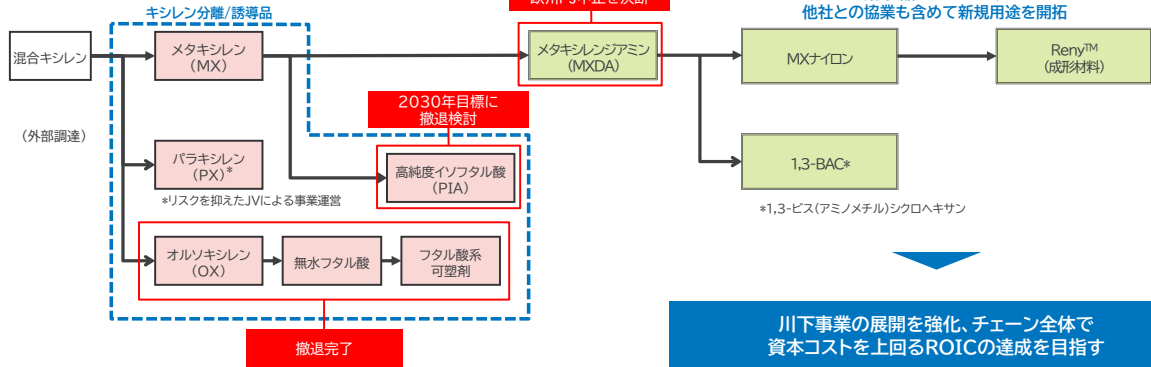 キシレン分離/誘導品
他社との協業も含めて新規用途を開拓
混合キシレン
(外部調達)
メタキシレン
(MX)
メタキシレンジアミン
(MXDA)
MXナイロン
Reny™
(成形材料)
2030年目標に
撤退検討
パラキシレン
(PX)*
*リスクを抑えたJVによる事業運営
高純度イソフタル酸
(PIA)
1,3-BAC*
*1,3-ビス(アミノメチル)シクロヘキサン
オルソキシレン
(OX)
無水フタル酸
フタル酸系
可塑剤
撤退完了
川下事業の展開を強化、チェーン全体で
資本コストを上回るROICの達成を目指す